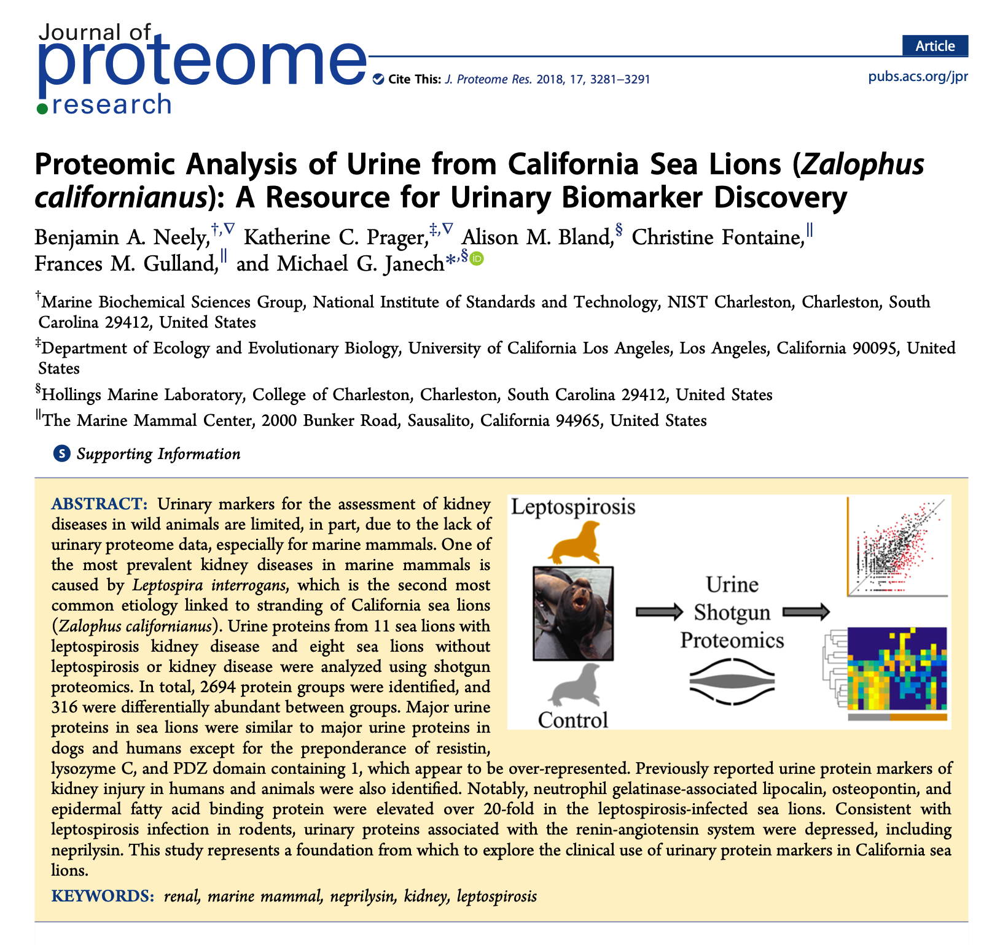 Journal of
proteome
research
Article
Cite This: J. Proteome Res. 2018, 17, 3281−3291
pubs.acs.org/jpr
Proteomic Analysis of Urine from California Sea Lions (Zalophus
californianus): A Resource for Urinary Biomarker Discovery
Benjamin A. Neely,†,∇ Katherine C. Prager,‡,∇ Alison M. Bland,§ Christine Fontaine,∥
Frances M. Gulland,∥ and Michael G. Janech*,§ iD
†Marine Biochemical Sciences Group, National Institute of Standards and Technology, NIST Charleston, Charleston, South
Carolina 29412, United States
‡Department of Ecology and Evolutionary Biology, University of California Los Angeles, Los Angeles, California 90095, United
States
§Hollings Marine Laboratory, College of Charleston, Charleston, South Carolina 29412, United States
∥The Marine Mammal Center, 2000 Bunker Road, Sausalito, California 94965, United States
S Supporting Information
ABSTRACT: Urinary markers for the assessment of kidney
diseases in wild animals are limited, in part, due to the lack of
urinary proteome data, especially for marine mammals. One of
the most prevalent kidney diseases in marine mammals is
caused by Leptospira interrogans, which is the second most
common etiology linked to stranding of California sea lions
(Zalophus californianus). Urine proteins from 11 sea lions with
leptospirosis kidney disease and eight sea lions without
leptospirosis or kidney disease were analyzed using shotgun
proteomics. In total, 2694 protein groups were identified, and
316 were differentially abundant between groups. Major urine
proteins in sea lions were similar to major urine proteins in
dogs and humans except for the preponderance of resistin,
lysozyme C, and PDZ domain containing 1, which appear to be over-represented. Previously reported urine protein markers of
kidney injury in humans and animals were also identified. Notably, neutrophil gelatinase-associated lipocalin, osteopontin, and
epidermal fatty acid binding protein were elevated over 20-fold in the leptospirosis-infected sea lions. Consistent with
leptospirosis infection in rodents, urinary proteins associated with the renin-angiotensin system were depressed, including
neprilysin. This study represents a foundation from which to explore the clinical use of urinary protein markers in California sea
lions.
Leptospirosis
Urine
Shotgun
Proteomics
Control
KEYWORDS: renal, marine mammal, neprilysin, kidney, leptospirosis